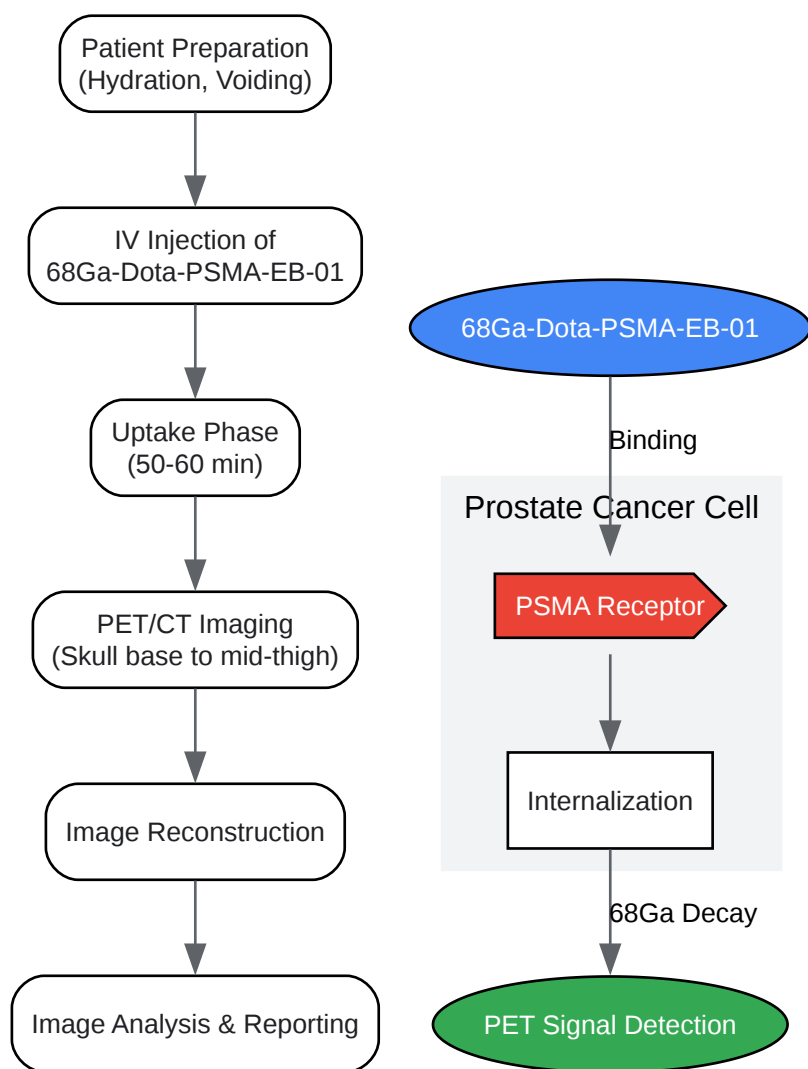 Patient Preparation
(Hydration, Voiding)
IV Injection of
68Ga-Dota-PSMA-EB-01
Uptake Phase
(50-60 min)
PET/CT Imaging
(Skull base to mid-thigh)
Image Reconstruction
Image Analysis & Reporting
68Ga-Dota-PSMA-EB-01
Binding
Prostate Cancer Cell
PSMA Receptor
Internalization
68Ga Decay
PET Signal Detection